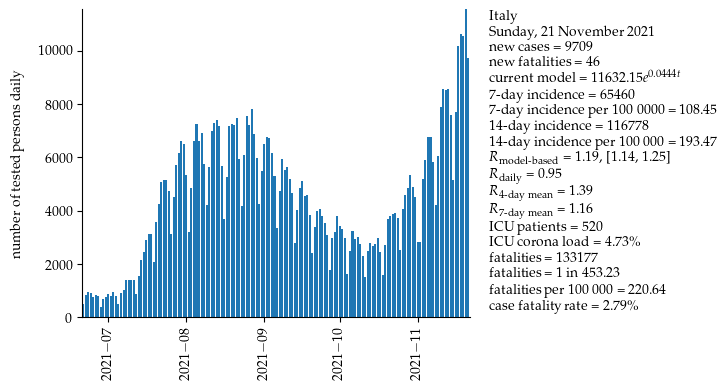 Italy
Sunday, 21 November 2021
new cases = 9709
new fatalities = 46
current model = 11632.15e^0.0444t
7-day incidence = 65460
7-day incidence per 100 0000 = 108.45
14-day incidence = 116778
14-day incidence per 100 000 = 193.47
R model-based = 1.19, [1.14, 1.25]
R daily = 0.95
R 4-day mean = 1.39
R 7-day mean = 1.16
ICU patients = 520
ICU corona load = 4.73%
fatalities = 133177
fatalities = 1 in 453.23
fatalities per 100 000 = 220.64
case fatality rate = 2.79%
number of tested persons daily
10000
8000
6000
4000
2000
0
2021−07
2021−08
2021−09
2021−10
2021−11